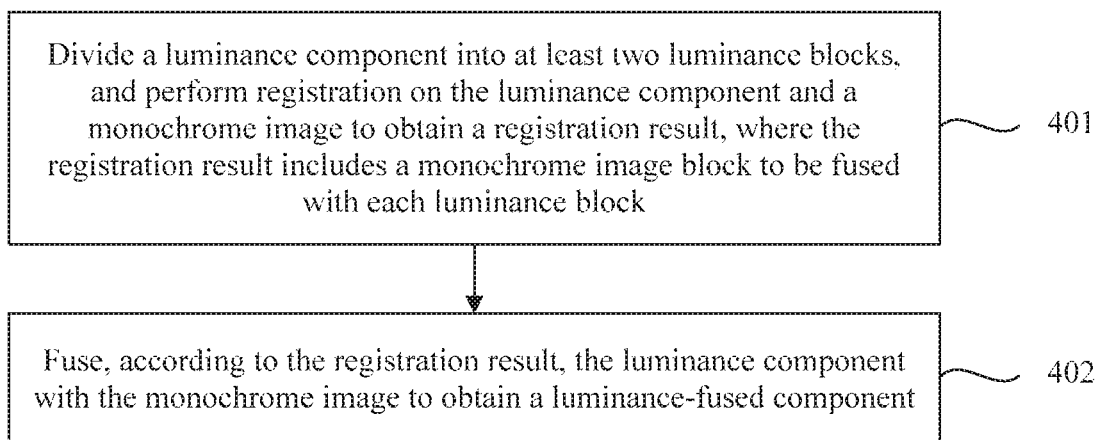 Divide a luminance component into at least two luminance blocks,
and perform registration on the luminance component and a
monochrome image to obtain a registration result, where the
registration result includes a monochrome image block to be fused
with each luminance block
401
Fuse, according to the registration result, the luminance component
with the monochrome image to obtain a luminance-fused component
402